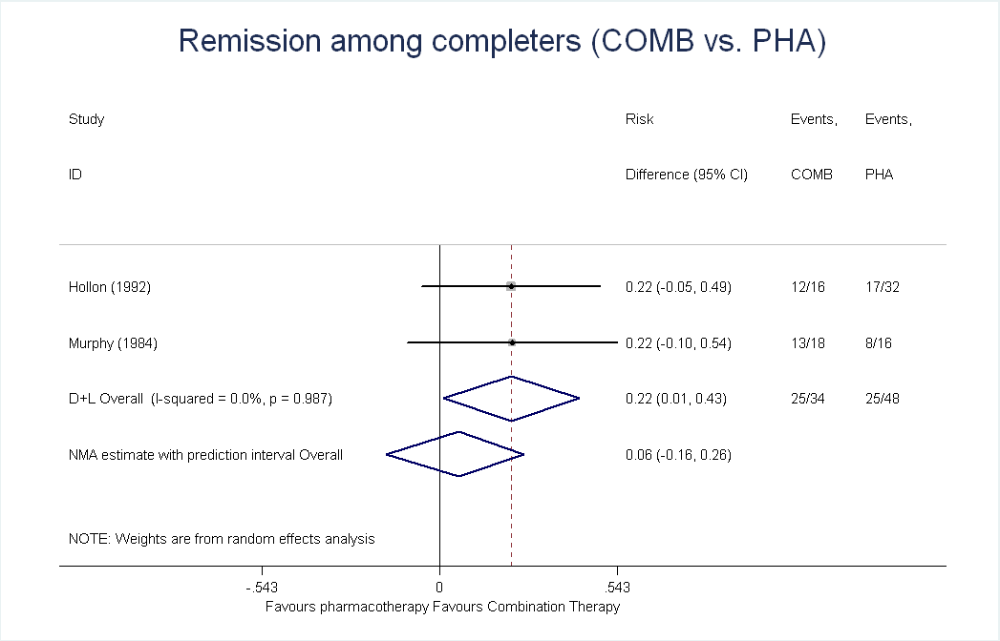 Remission among completers (COMB vs. PHA)
Study Risk Events, Events,
ID Difference (95% CI) COMB PHA
Hollon (1992) 0.22 (-0.05, 0.49) 12/16 17/32
Murphy (1984) 0.22 (-0.10, 0.54) 13/18 8/16
D+L Overall (I-squared = 0.0%, p = 0.987) 0.22 (0.01, 0.43) 25/34 25/48
NMA estimate with prediction interval Overall 0.06 (-0.16, 0.26)
NOTE: Weights are from random effects analysis
-.543 0 .543
Favours pharmacotherapy Favours Combination Therapy